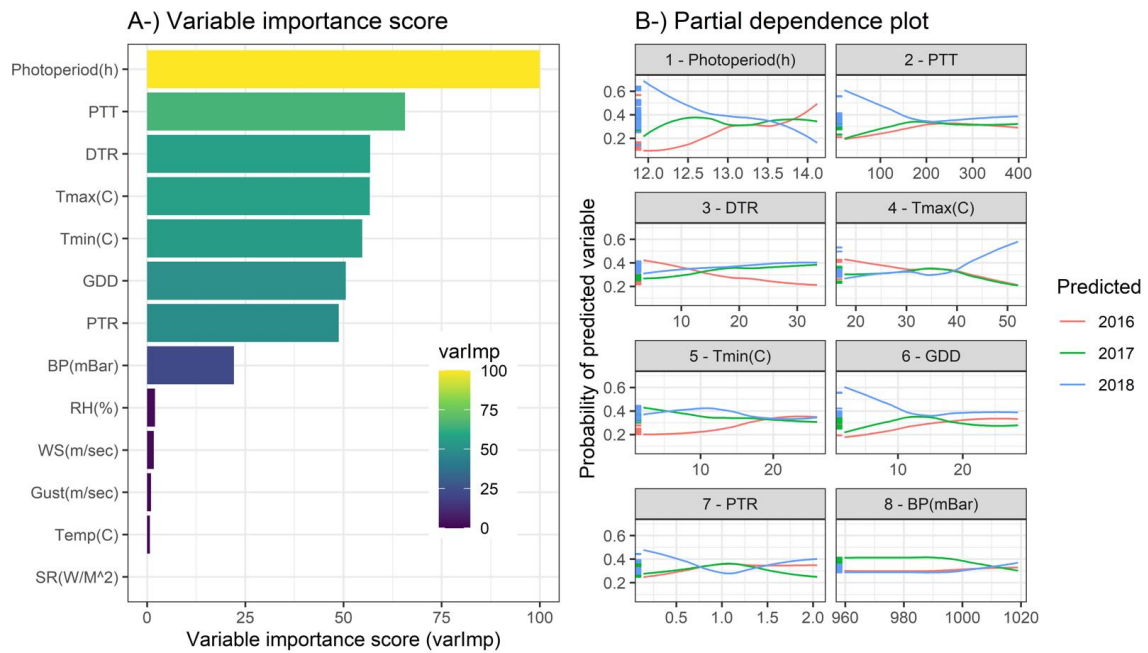 A-) Variable importance score
Photoperiod(h)
PTT
DTR
Tmax(C)
Tmin(C)
GDD
PTR
BP(mBar)
RH(%)
WS(m/sec)
Gust(m/sec)
Temp(C)
SR(W/M^2)
0 25 50 75 100
Variable importance score (varImp)
varImp
100
75
50
25
0
B-) Partial dependence plot
Probability of predicted variable
1 - Photoperiod(h)
0.6
0.4
0.2
12.0 12.5 13.0 13.5 14.0
2 - PTT
100 200 300 400
3 - DTR
0.6
0.4
0.2
10 20 30
4 - Tmax(C)
20 30 40 50
5 - Tmin(C)
0.6
0.4
0.2
10 20
6 - GDD
10 20
7 - PTR
0.6
0.4
0.2
0.5 1.0 1.5 2.0
8 - BP(mBar)
960 980 1000 1020
Predicted
2016
2017
2018